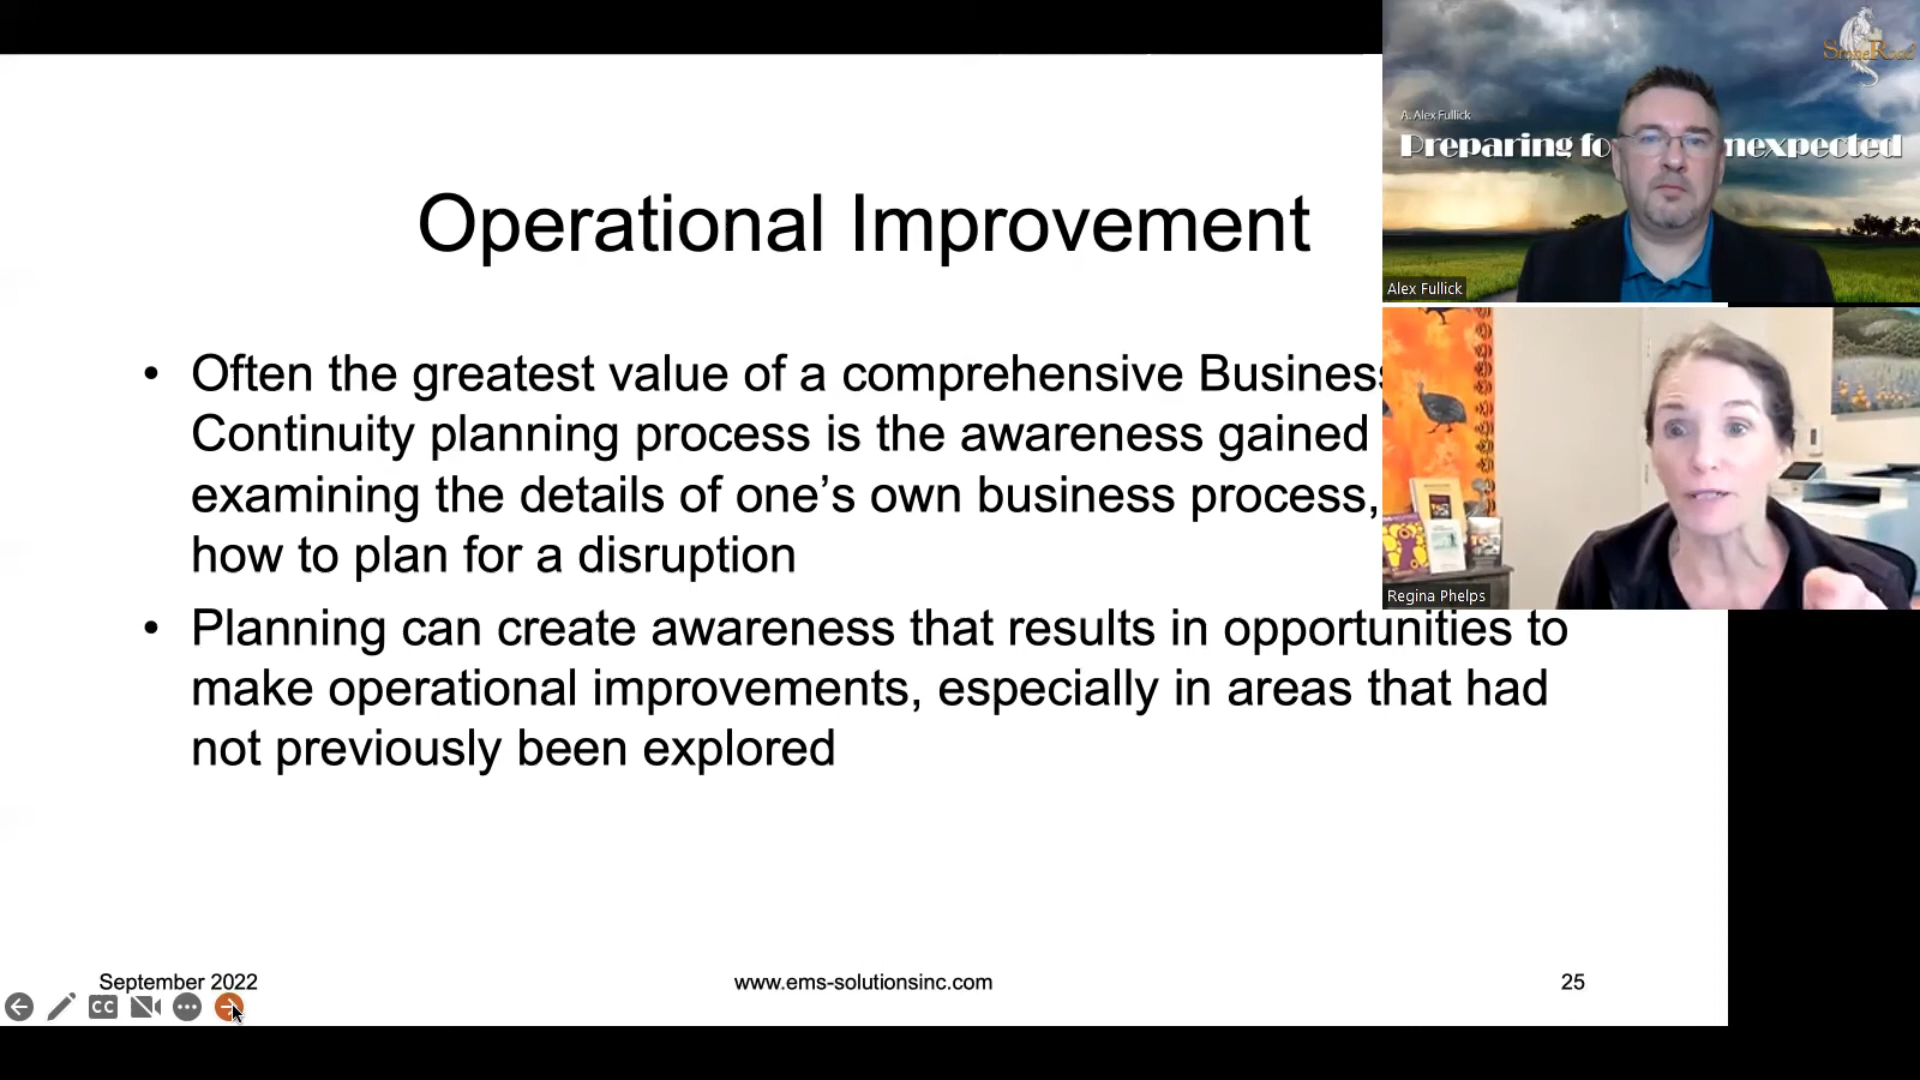 Operational Improvement
• Often the greatest value of a comprehensive Business
Continuity planning process is the awareness gained
examining the details of one’s own business process,
how to plan for a disruption
• Planning can create awareness that results in opportunities to
make operational improvements, especially in areas that had
not previously been explored
September 2022
www.ems-solutionsinc.com
25
CC
StoneRoad
A. Alex Fullick
Preparing fo nexpected
Alex Fullick
Regina Phelps